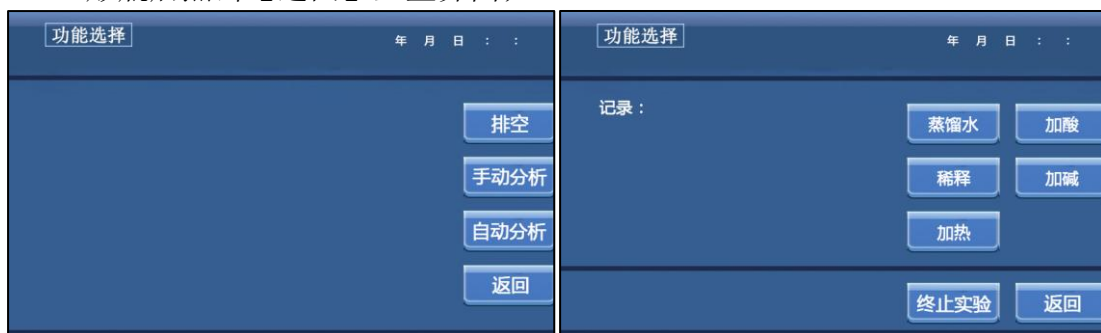 功能选择
年 月 日 : :
排空
手动分析
自动分析
返回
功能选择
年 月 日 : :
记录：
蒸馏水 加酸
稀释 加碱
加热
终止实验 返回